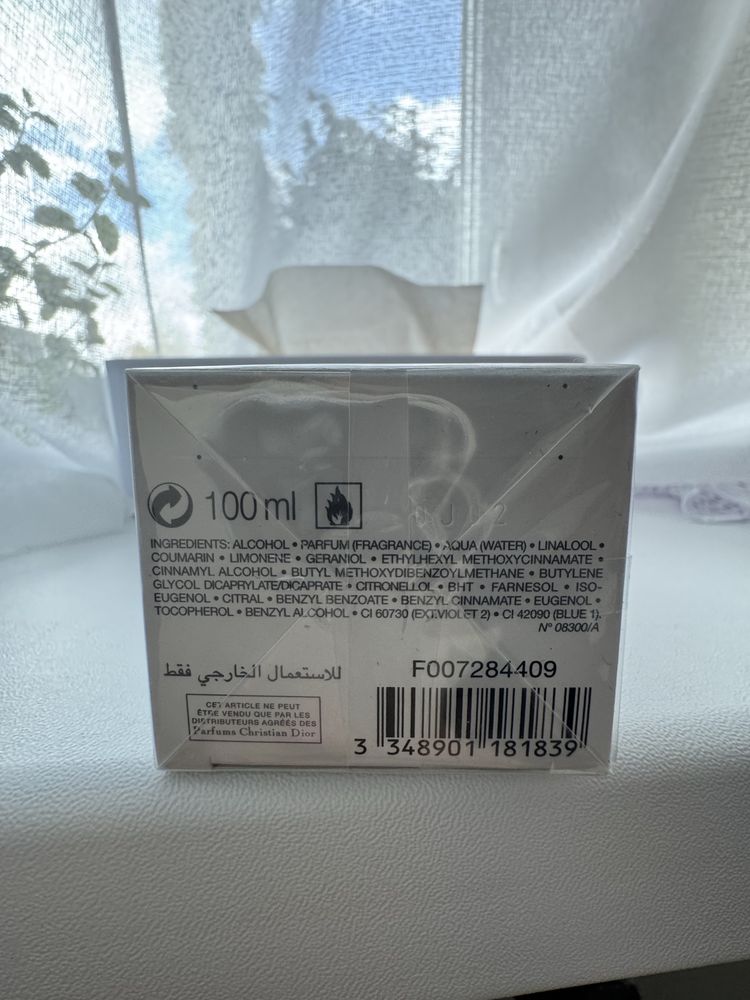 100 ml
INGREDIENTS: ALCOHOL • PARFUM (FRAGRANCE) • AQUA (WATER) • LINALOOL •
COUMARIN • LIMONENE • GERANIOL • ETHYLHEXYL METHOXYCINNAMATE •
CINNAMYL ALCOHOL • BUTYL METHOXYDIBENZOYLMETHANE • BUTYLENE
GLYCOL DICAPRYLATE/DICAPRATE • CITRONELLOL • BHT • FARNESOL • ISO-
EUGENOL • CITRAL • BENZYL BENZOATE • BENZYL CINNAMATE • EUGENOL •
TOCOPHEROL • BENZYL ALCOHOL • CI 60730 (EXT.VIOLET 2) • CI 42090 (BLUE 1).
N° 08300/A
للاستعمال الخارجي فقط
F007284409
CET ARTICLE NE PEUT
ÊTRE VENDU QUE PAR LES
DISTRIBUTEURS AGRÉÉS DES
Parfums Christian Dior
3 348901 181839